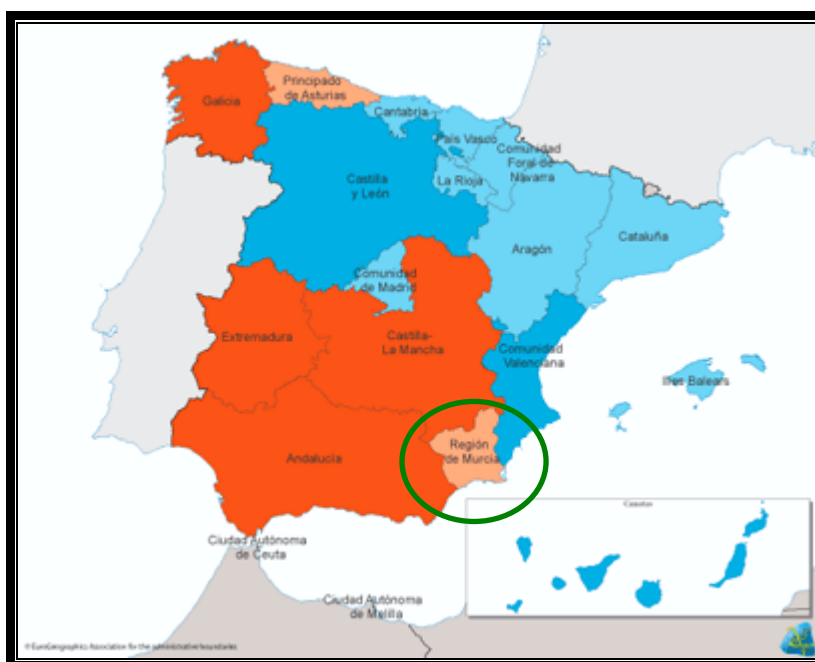 Galicia
Principado
de Asturias
Cantabria
País Vasco
Comunidad
Foral de
Navarra
La Rioja
Castilla
y León
Aragón
Cataluña
Comunidad
de Madrid
Extremadura
Castilla-
La Mancha
Comunidad
Valenciana
Illes Balears
Región
de Murcia
Andalucía
Canarias
Ciudad Autónoma
de Ceuta
Ciudad Autónoma
de Melilla
© EuroGeographics Association for the administrative boundaries